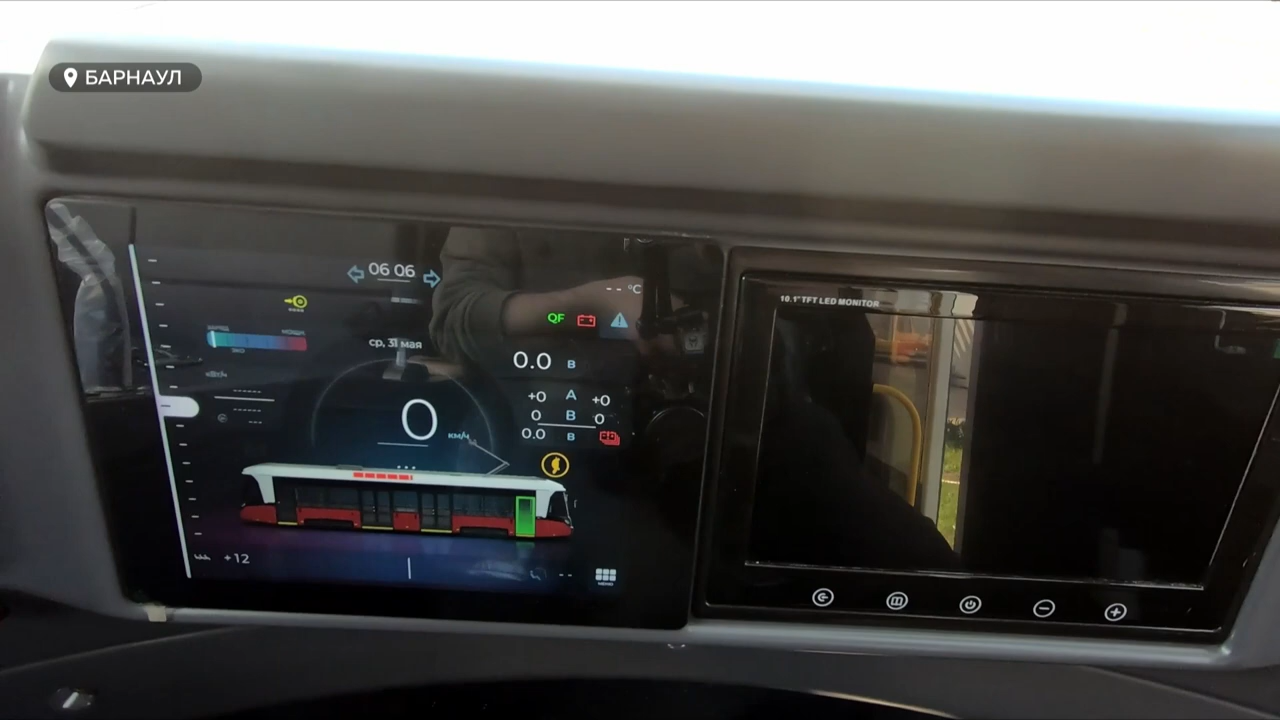 БАРНАУЛ
06 06
-- °C
QF
ср, 31 мая
0.0 В
+0 А +0
0 В 0
0.0 В
0
км/ч
+12
--
10.1" TFT LED MONITOR